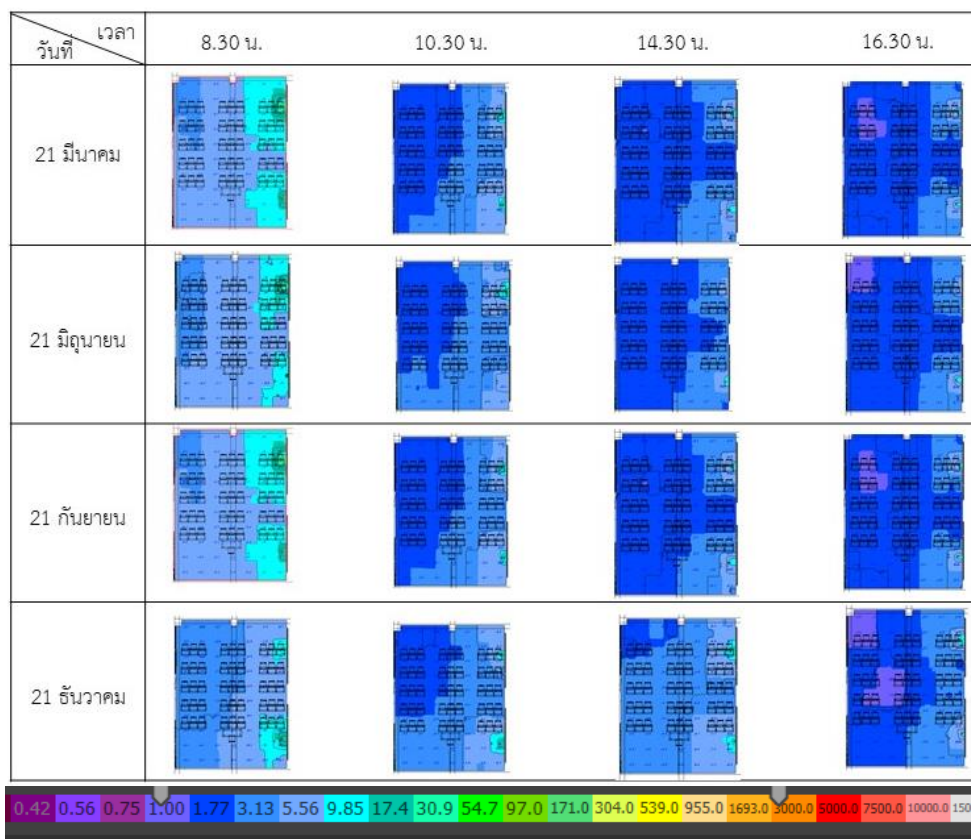 เวลา
วันที่
8.30 น. 10.30 น. 14.30 น. 16.30 น.
21 มีนาคม
21 มิถุนายน
21 กันยายน
21 ธันวาคม
0.42 0.56 0.75 1.00 1.77 3.13 5.56 9.85 17.4 30.9 54.7 97.0 171.0 304.0 539.0 955.0 1693.0 3000.0 5000.0 7500.0 10000.0 150